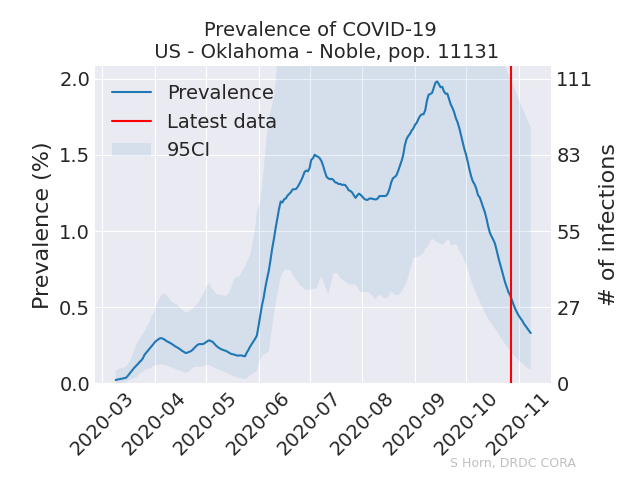 Prevalence of COVID-19
US - Oklahoma - Noble, pop. 11131
Prevalence (%)
2.0
1.5
1.0
0.5
0.0
Prevalence
Latest data
95CI
111
83
55
27
0
# of infections
2020-03
2020-04
2020-05
2020-06
2020-07
2020-08
2020-09
2020-10
2020-11
S Horn, DRDC CORA